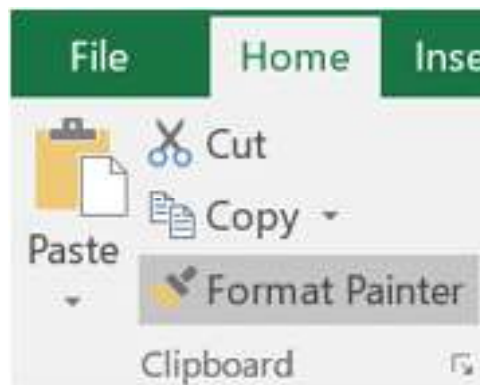 File Home Inse
Cut
Copy
Paste
Format Painter
Clipboard